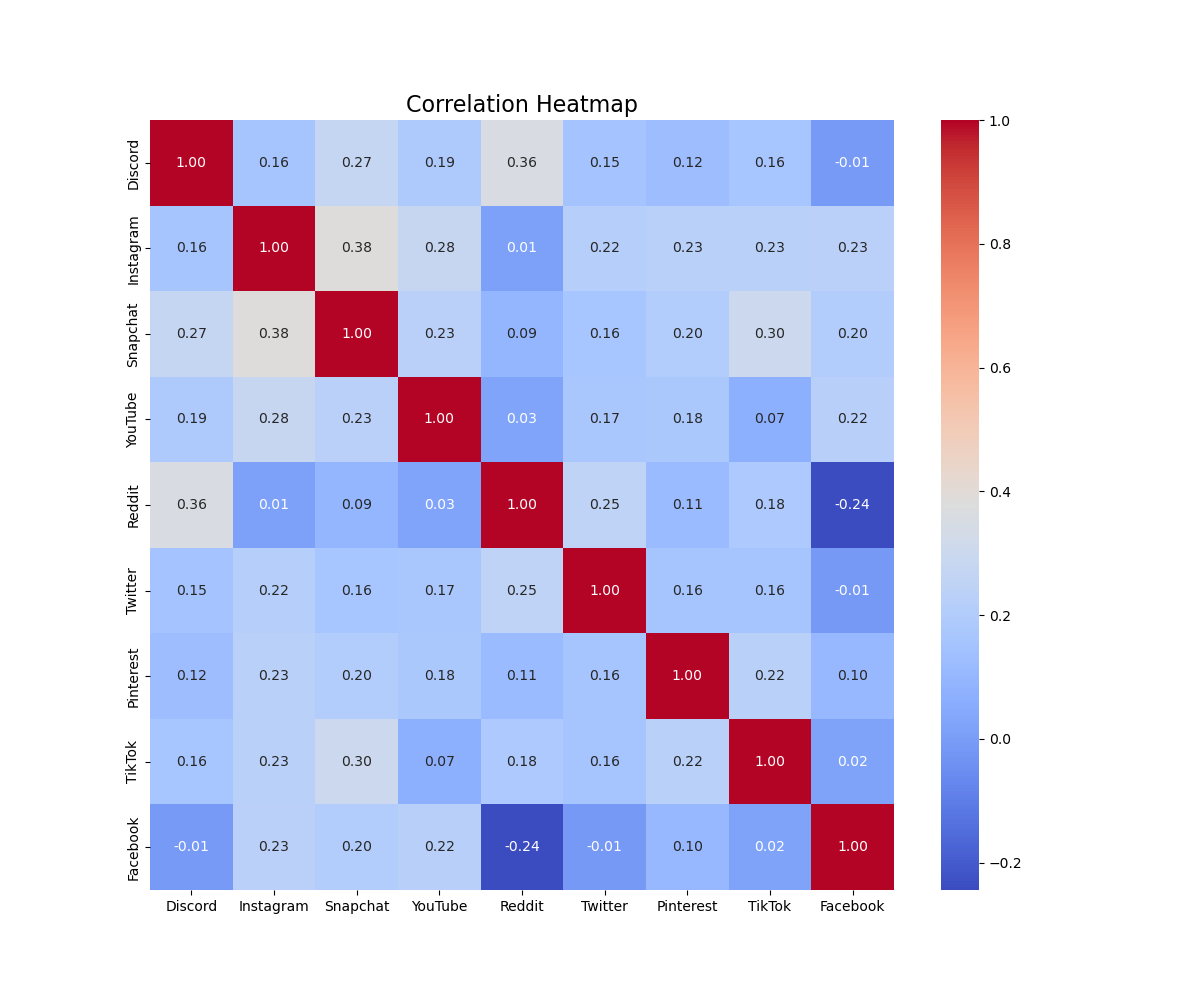 Correlation Heatmap
Discord 1.00 0.16 0.27 0.19 0.36 0.15 0.12 0.16 -0.01
Instagram 0.16 1.00 0.38 0.28 0.01 0.22 0.23 0.23 0.23
Snapchat 0.27 0.38 1.00 0.23 0.09 0.16 0.20 0.30 0.20
YouTube 0.19 0.28 0.23 1.00 0.03 0.17 0.18 0.07 0.22
Reddit 0.36 0.01 0.09 0.03 1.00 0.25 0.11 0.18 -0.24
Twitter 0.15 0.22 0.16 0.17 0.25 1.00 0.16 0.16 -0.01
Pinterest 0.12 0.23 0.20 0.18 0.11 0.16 1.00 0.22 0.10
TikTok 0.16 0.23 0.30 0.07 0.18 0.16 0.22 1.00 0.02
Facebook -0.01 0.23 0.20 0.22 -0.24 -0.01 0.10 0.02 1.00
Discord Instagram Snapchat YouTube Reddit Twitter Pinterest TikTok Facebook
1.0
0.8
0.6
0.4
0.2
0.0
−0.2